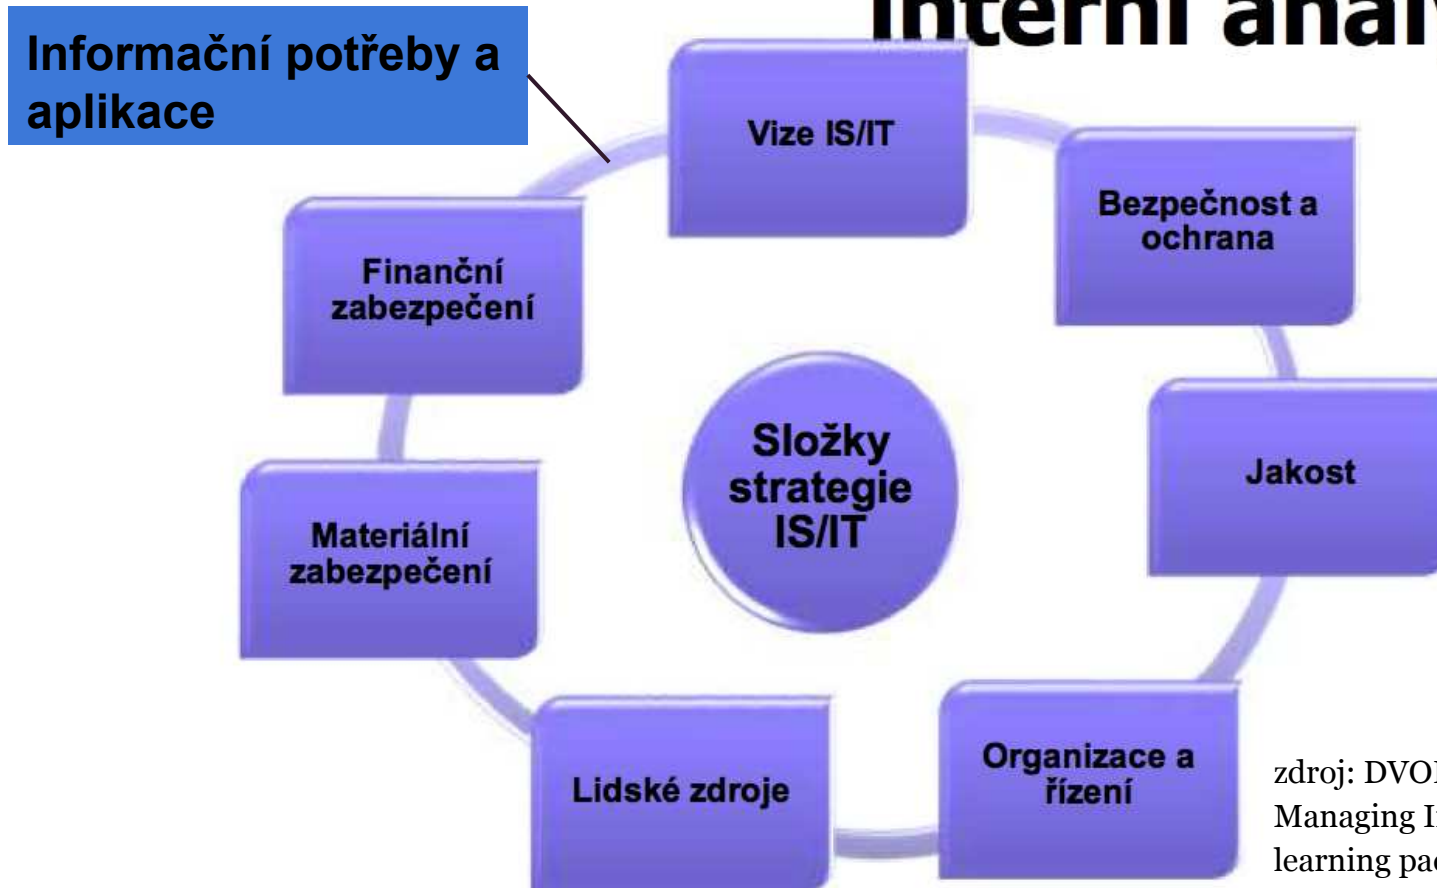 interní
Informační potřeby a
aplikace
Vize IS/IT
Bezpečnost a
ochrana
Finanční
zabezpečení
Složky
strategie
IS/IT
Jakost
Materiální
zabezpečení
Organizace a
řízení
Lidské zdroje
zdroj:
Managing
learning